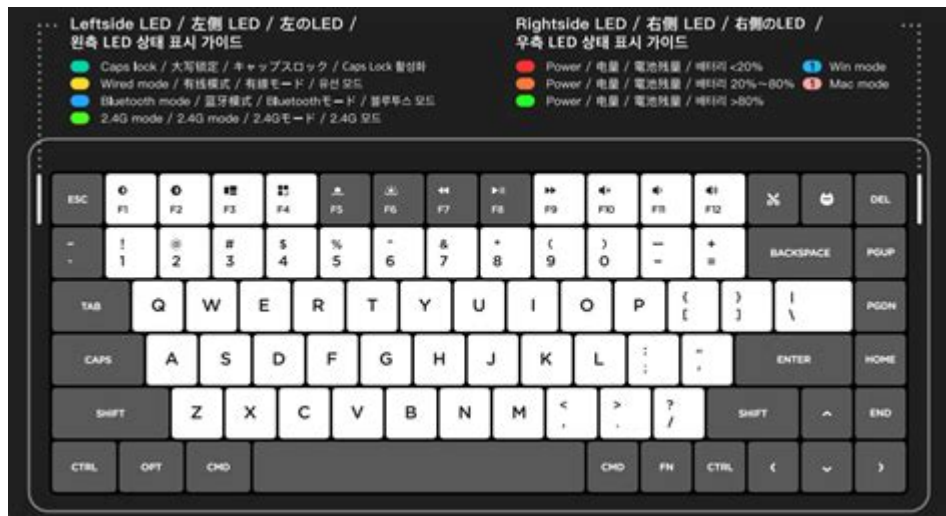 Leftside LED / 左侧 LED / 左のLED /
왼측 LED 상태 표시 가이드
Caps lock / 大写锁定 / キャップスロック / Caps Lock 활성화
Wired mode / 有线模式 / 有線モード / 유선 모드
Bluetooth mode / 蓝牙模式 / Bluetoothモード / 블루투스 모드
2.4G mode / 2.4G mode / 2.4Gモード / 2.4G 모드
Rightside LED / 右侧 LED / 右侧のLED /
우측 LED 상태 표시 가이드
Power / 电量 / 電池残量 / 배터리 <20%
Power / 电量 / 電池残量 / 배터리 20%~80%
Power / 电量 / 電池残量 / 배터리 >80%
1 Win mode
1 Mac mode
ESC F1 F2 F3 F4 F5 F6 F7 F8 F9 F10 F11 F12 DEL
! @ # $ % & * ( ) — +
1 2 3 4 5 6 7 8 9 0 - = BACKSPACE PGUP
TAB Q W E R T Y U I O P { [ } ] | \ PGDN
CAPS A S D F G H J K L : ; " ' ENTER HOME
SHIFT Z X C V B N M < , > . ? / SHIFT ^ END
CTRL OPT CMD CMD FN CTRL